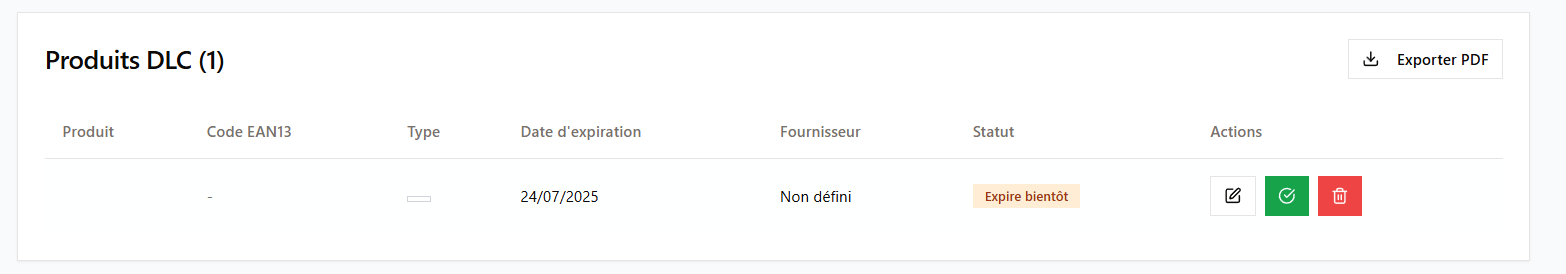 Produits DLC (1)
Exporter PDF
Produit Code EAN13 Type Date d'expiration Fournisseur Statut Actions
- 24/07/2025 Non défini Expire bientôt